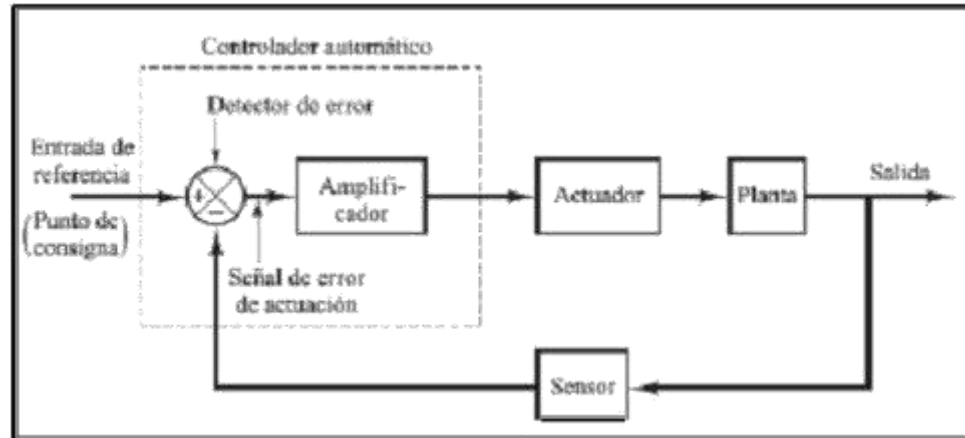 Controlador automático
Detector de error
Entrada de
referencia
(Punto de
consigna)
+
−
Amplifi-
cador
Actuador
Planta
Salida
Señal de error
de actuación
Sensor